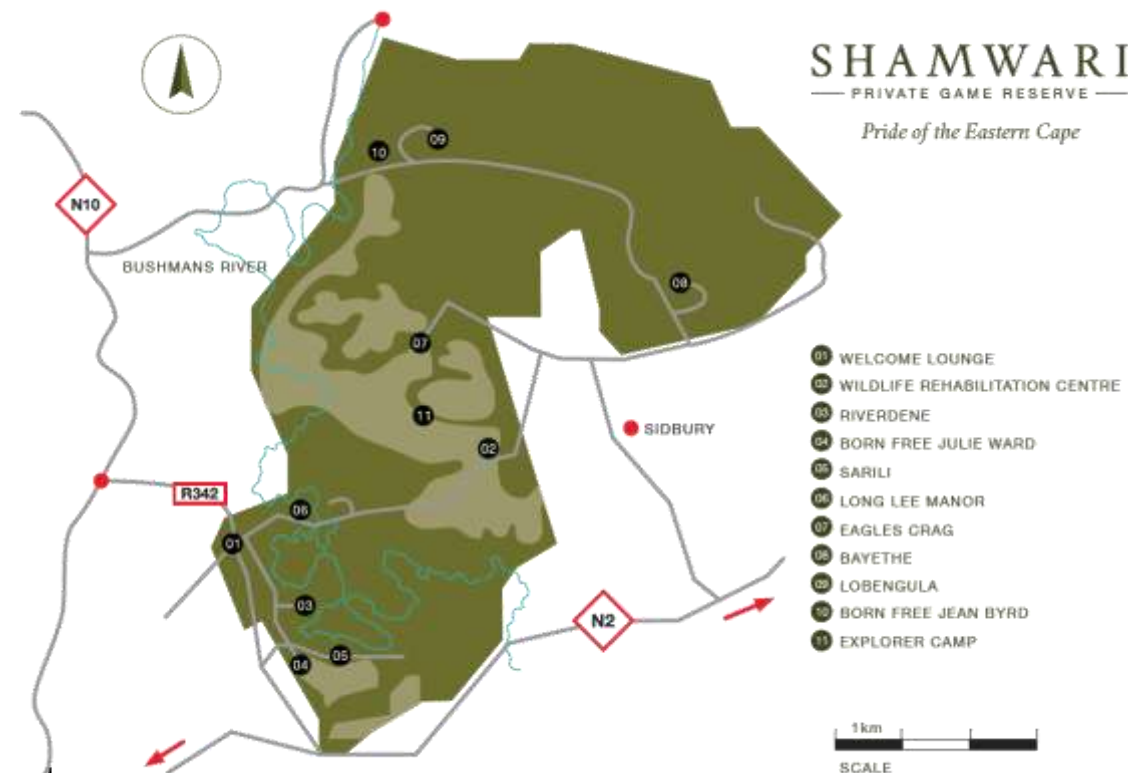 SHAMWARI
PRIVATE GAME RESERVE
Pride of the Eastern Cape
09
10
N10
BUSHMANS RIVER
08
07
11
02
SIDBURY
R342
06
01
03
N2
04
05
01 WELCOME LOUNGE
02 WILDLIFE REHABILITATION CENTRE
03 RIVERDENE
04 BORN FREE JULIE WARD
05 SARILI
06 LONG LEE MANOR
07 EAGLES CRAG
08 BAYETHE
09 LOBENGULA
10 BORN FREE JEAN BYRD
11 EXPLORER CAMP
1km
SCALE